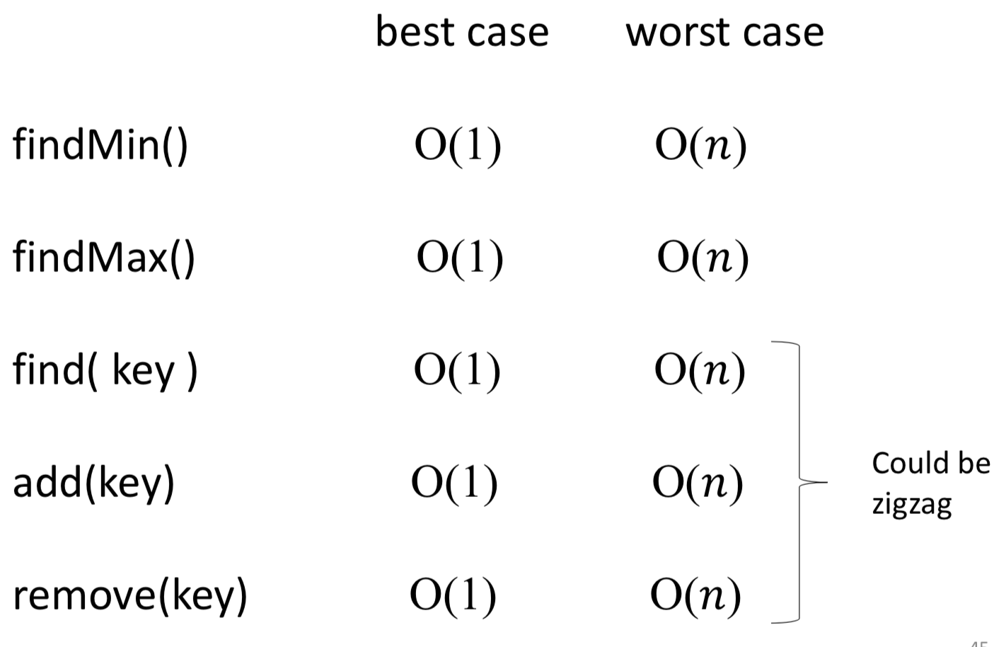 best case worst case
findMin() O(1) O(n)
findMax() O(1) O(n)
find( key ) O(1) O(n)
Could be
add(key) O(1) O(n)
zigzag
remove(key) O(1) O(n)